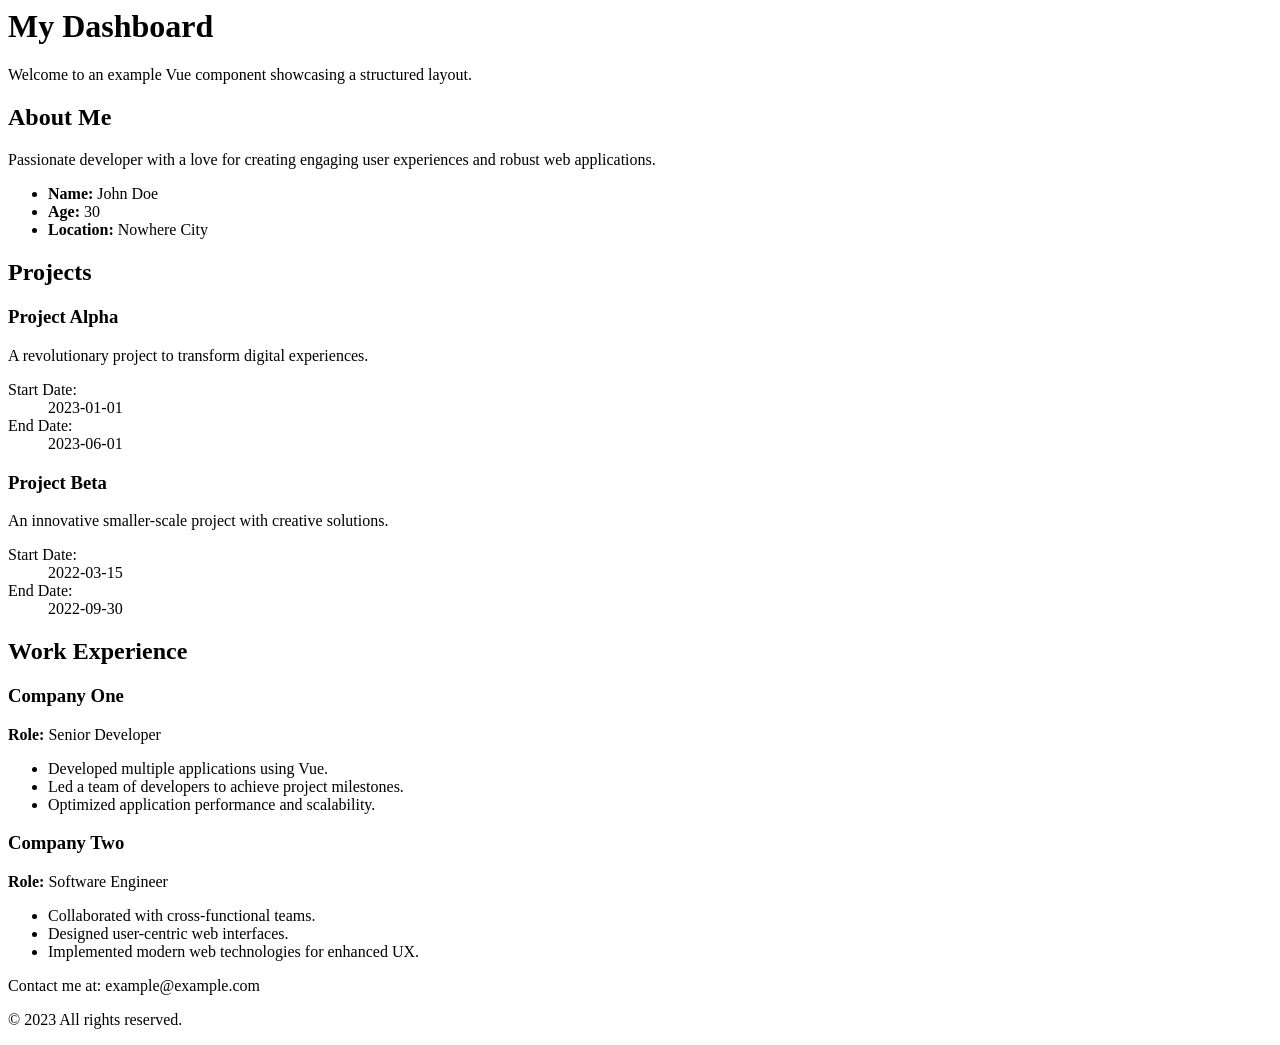 My Dashboard
Welcome to an example Vue component showcasing a structured layout.
About Me
Passionate developer with a love for creating engaging user experiences and robust web applications.
Name: John Doe
Age: 30
Location: Nowhere City
Projects
Project Alpha
A revolutionary project to transform digital experiences.
Start Date:
2023-01-01
End Date:
2023-06-01
Project Beta
An innovative smaller-scale project with creative solutions.
Start Date:
2022-03-15
End Date:
2022-09-30
Work Experience
Company One
Role: Senior Developer
Developed multiple applications using Vue.
Led a team of developers to achieve project milestones.
Optimized application performance and scalability.
Company Two
Role: Software Engineer
Collaborated with cross-functional teams.
Designed user-centric web interfaces.
Implemented modern web technologies for enhanced UX.
Contact me at: example@example.com
© 2023 All rights reserved.